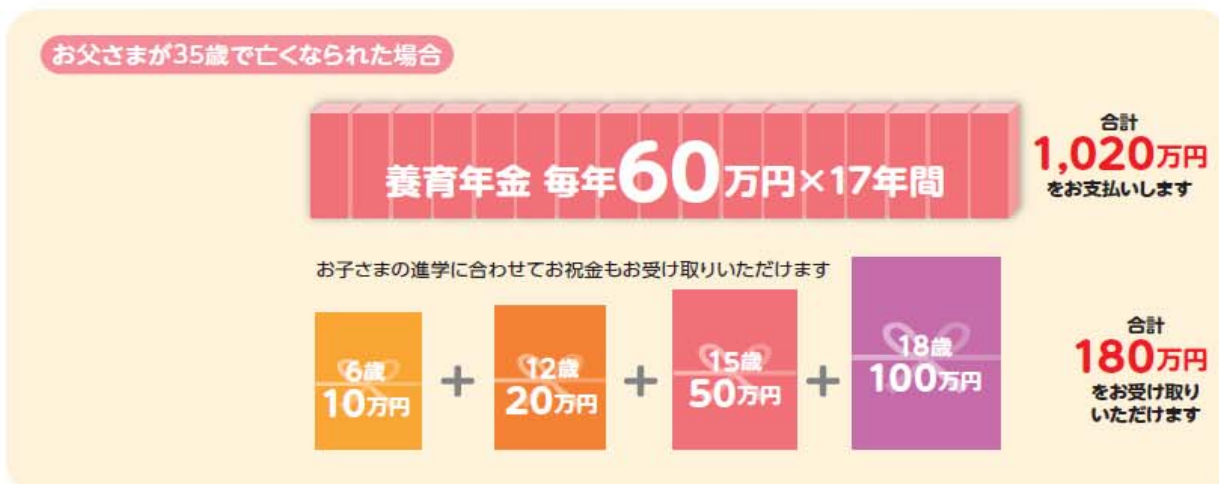 お父さまが35歳で亡くなられた場合
養育年金 毎年60万円×17年間
合計
1,020万円
をお支払いします
お子さまの進学に合わせてお祝金もお受け取りいただけます
6歳
10万円
+
12歳
20万円
+
15歳
50万円
+
18歳
100万円
合計
180万円
をお受け取り
いただけます